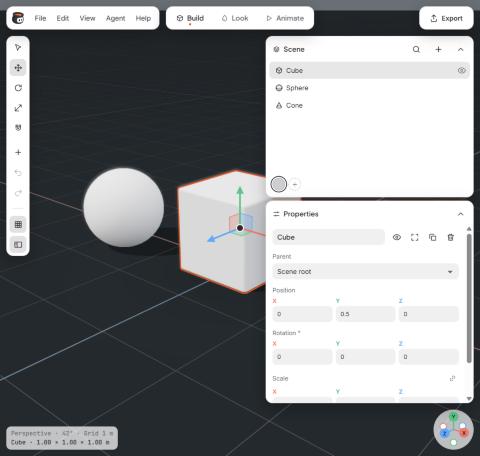 File Edit View Agent Help
Build Look Animate
Export
Scene
Cube
Sphere
Cone
Properties
Cube
Parent
Scene root
Position
X Y Z
0 0.5 0
Rotation °
X Y Z
0 0 0
Scale
X Y Z
Perspective · 42° · Grid 1 m
Cube · 1.00 × 1.00 × 1.00 m
Y
Z X